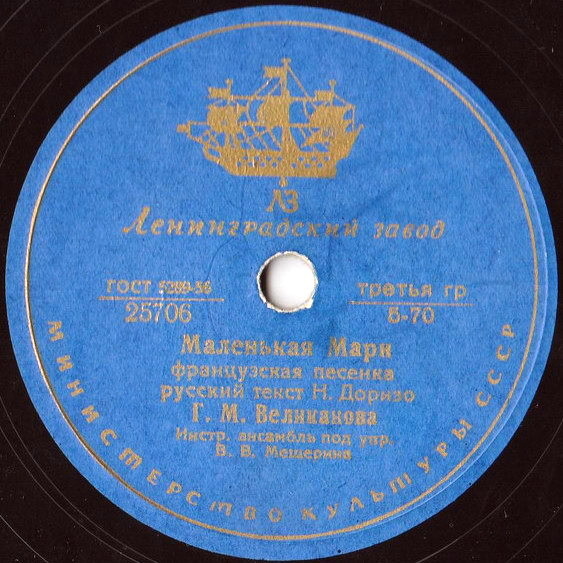 ЛЗ
Ленинградский завод
ГОСТ 5289-56
третья гр
25706
Б-70
Маленькая Мари
французская песенка
русский текст Н. Доризо
Г. М. Великанова
Инстр. ансамбль под упр.
В. В. Мещерина
МИНИСТЕРСТВО КУЛЬТУРЫ СССР